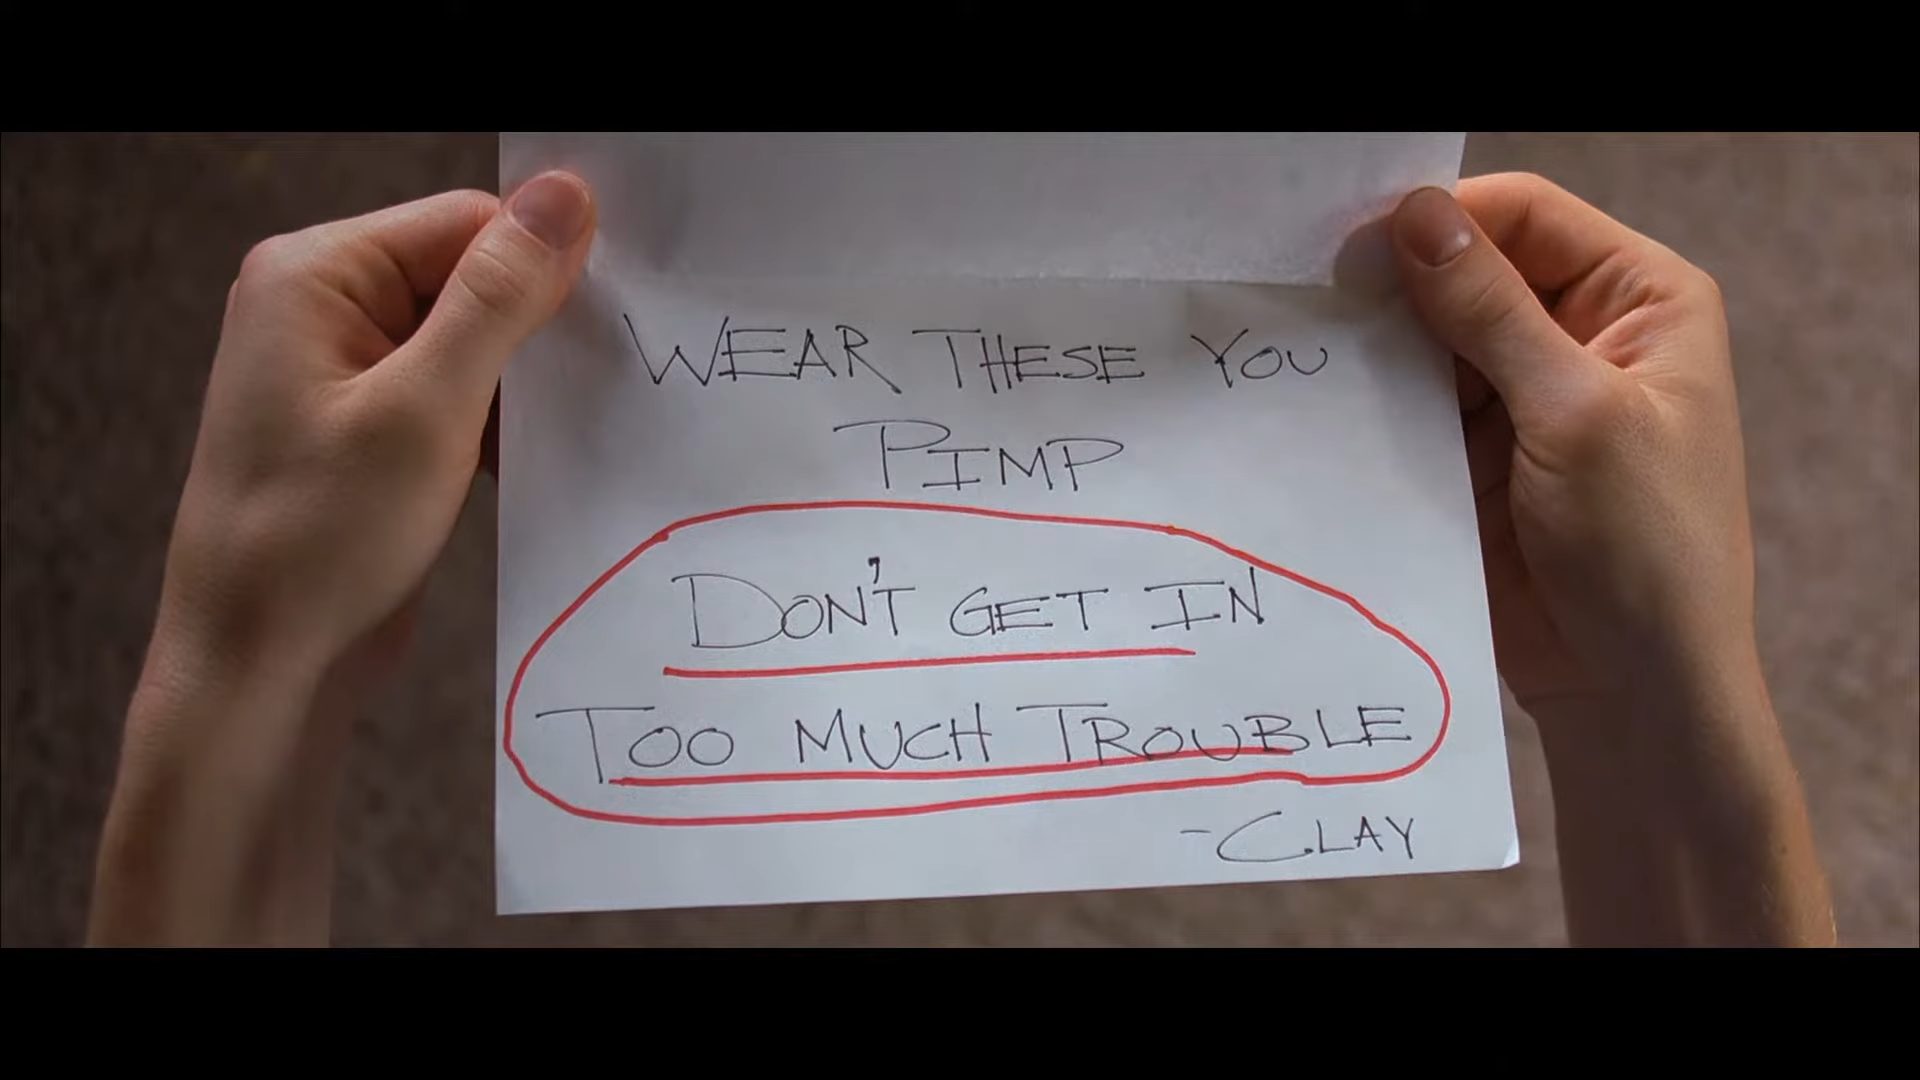 WEAR THESE YOU
PIMP
DON'T GET IN
TOO MUCH TROUBLE
-CLAY